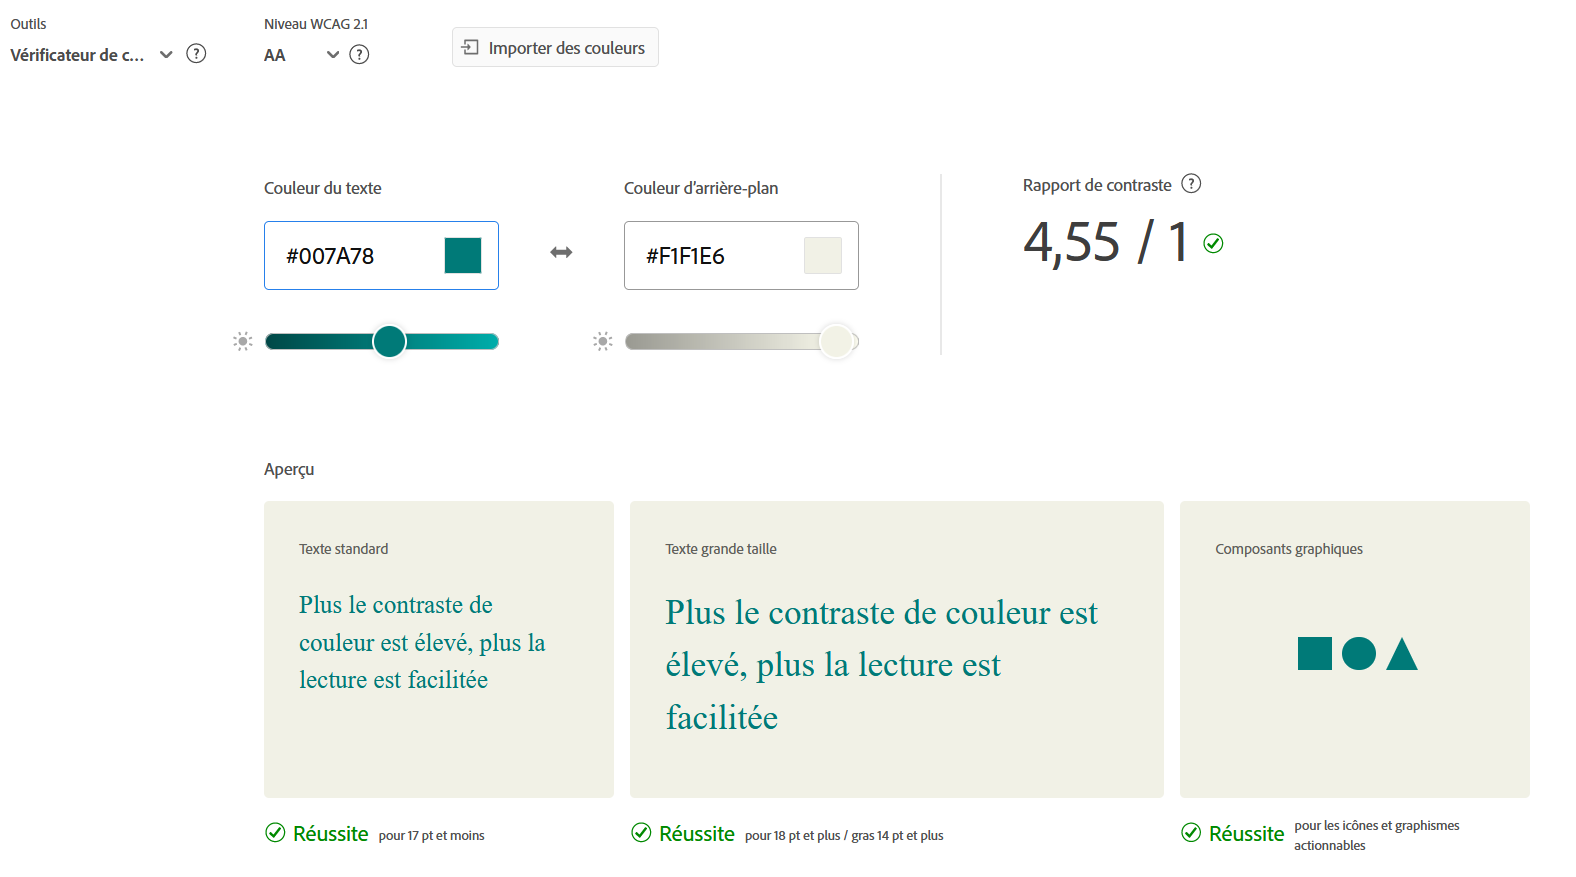 Outils
Vérificateur de c...
Niveau WCAG 2.1
AA
Importer des couleurs
Couleur du texte
#007A78
Couleur d'arrière-plan
#F1F1E6
Rapport de contraste
4,55 / 1
Aperçu
Texte standard
Plus le contraste de
couleur est élevé, plus la
lecture est facilitée
Texte grande taille
Plus le contraste de couleur est
élevé, plus la lecture est
facilitée
Composants graphiques
Réussite pour 17 pt et moins
Réussite pour 18 pt et plus / gras 14 pt et plus
Réussite pour les icônes et graphismes
actionnables